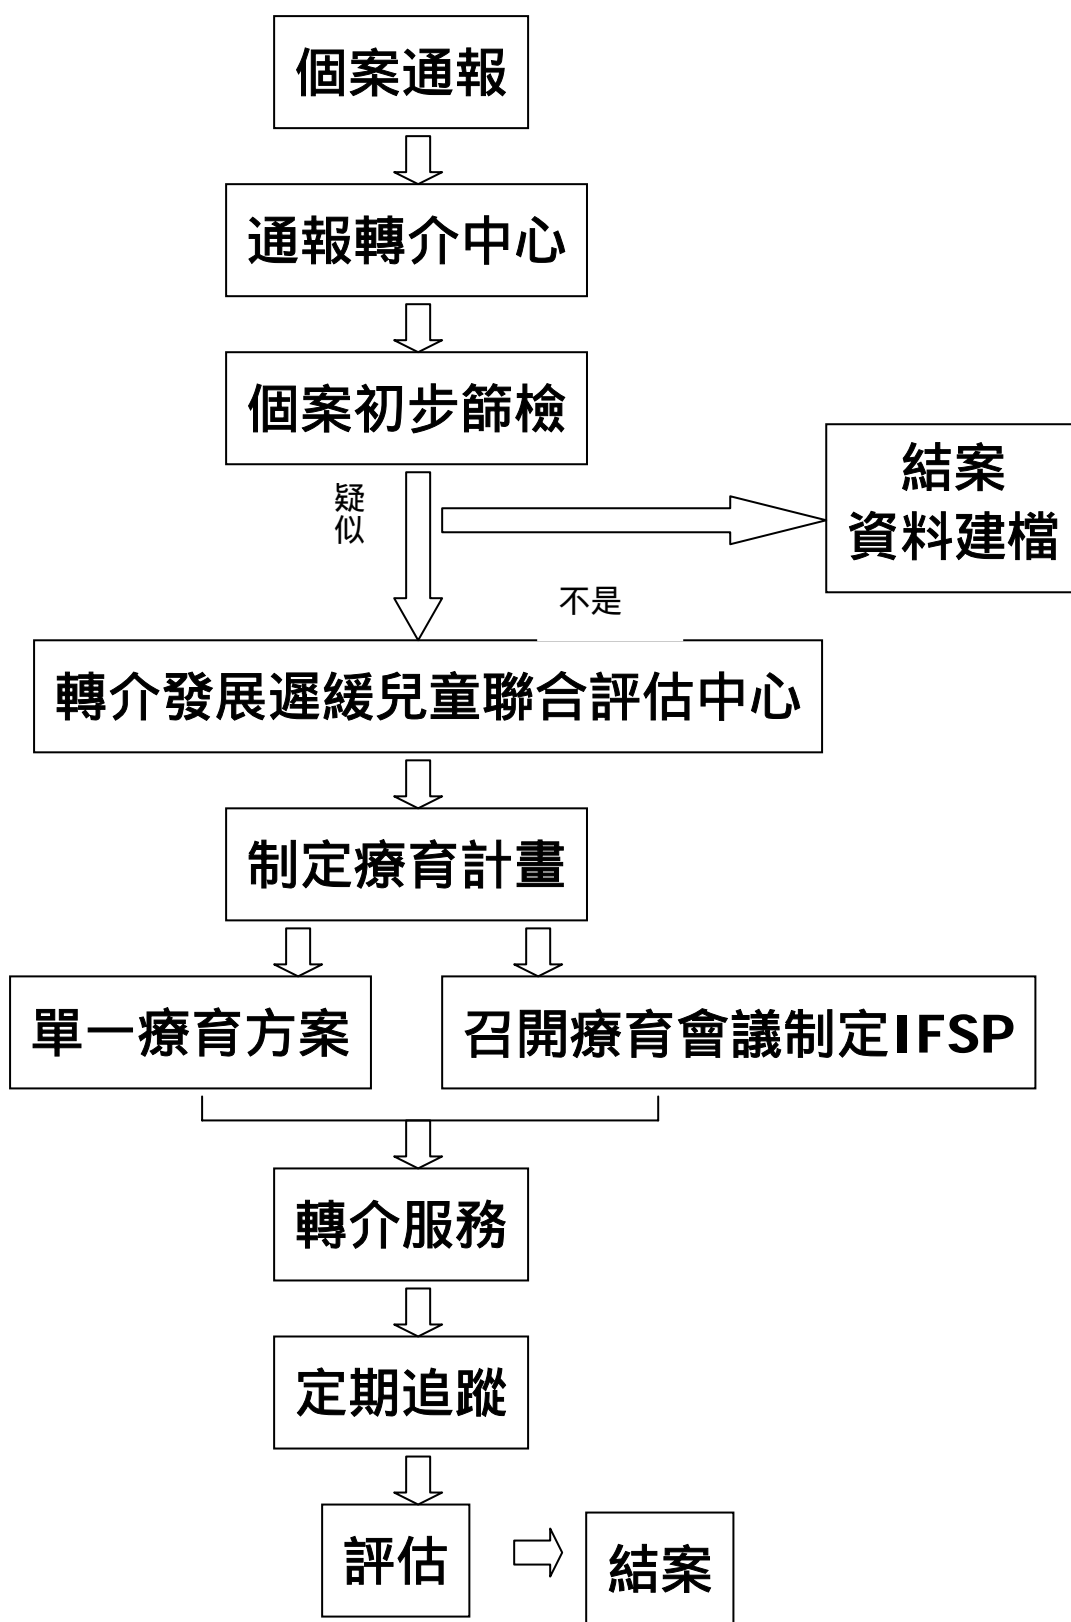 個案通報
通報轉介中心
個案初步篩檢
結案
資料建檔
疑
似
不是
轉介發展遲緩兒童聯合評估中心
制定療育計畫
單一療育方案
召開療育會議制定IFSP
轉介服務
定期追蹤
評估
結案